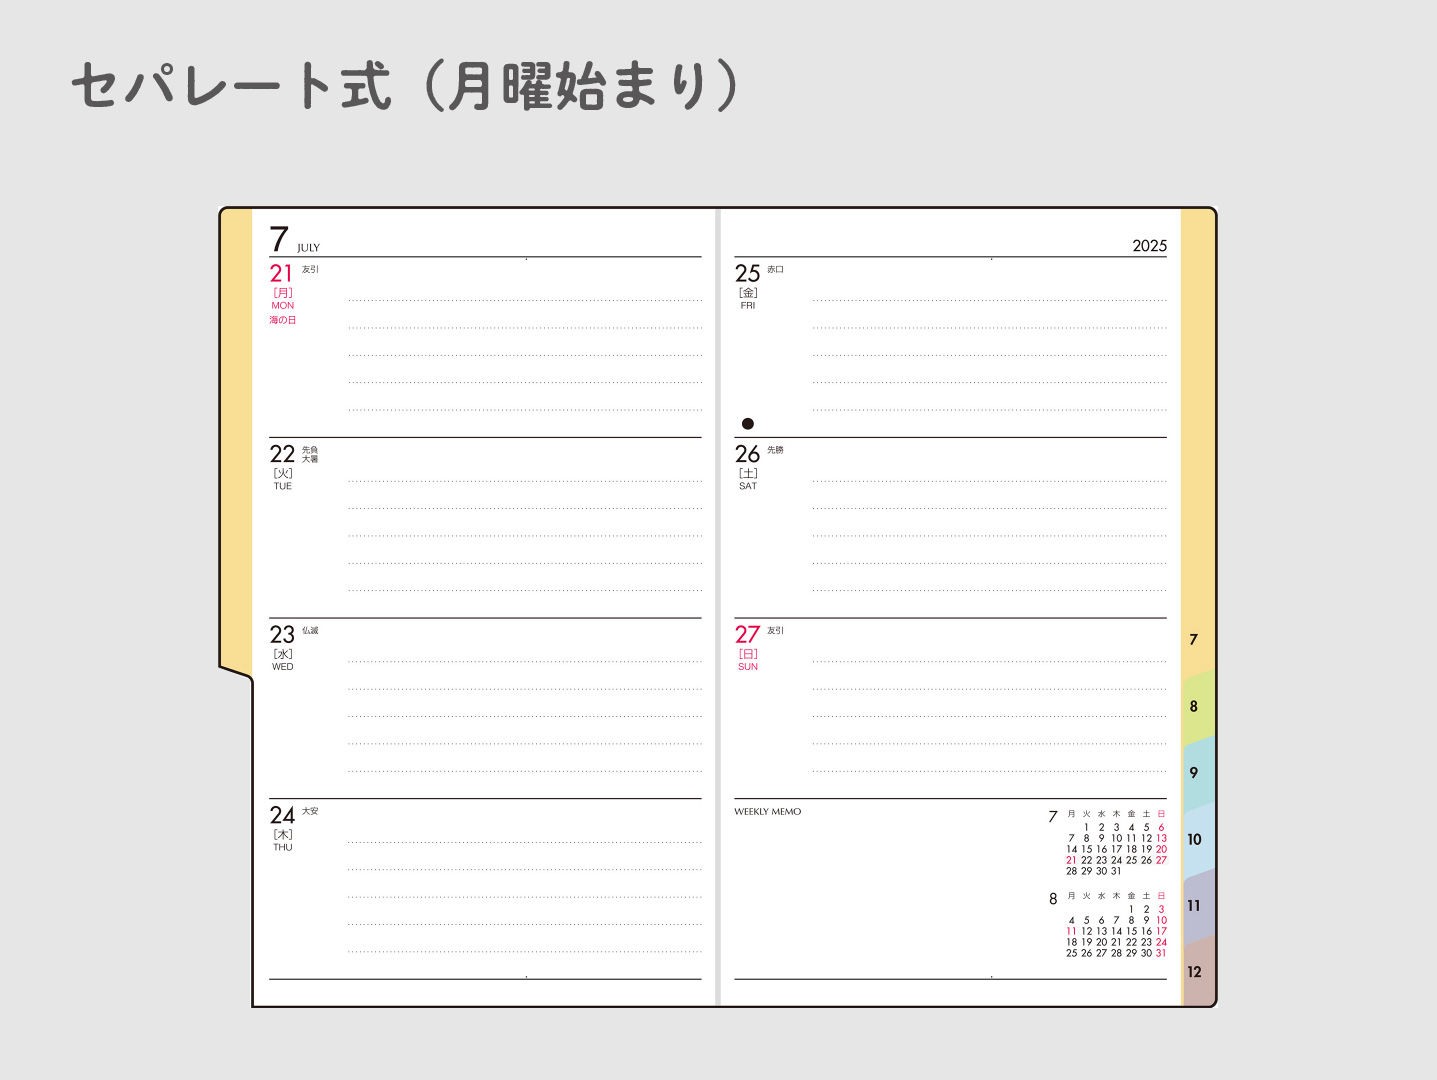 セパレート式（月曜始まり）
7 JULY
21 友引
［月］
MON
海の日
22 先負
大暑
［火］
TUE
23 仏滅
［水］
WED
24 大安
［木］
THU
2025
25 赤口
［金］
FRI
26 先勝
［土］
SAT
27 友引
［日］
SUN
WEEKLY MEMO
7 月 火 水 木 金 土 日
1 2 3 4 5 6
7 8 9 10 11 12 13
14 15 16 17 18 19 20
21 22 23 24 25 26 27
28 29 30 31
8 月 火 水 木 金 土 日
1 2 3
4 5 6 7 8 9 10
11 12 13 14 15 16 17
18 19 20 21 22 23 24
25 26 27 28 29 30 31
7
8
9
10
11
12